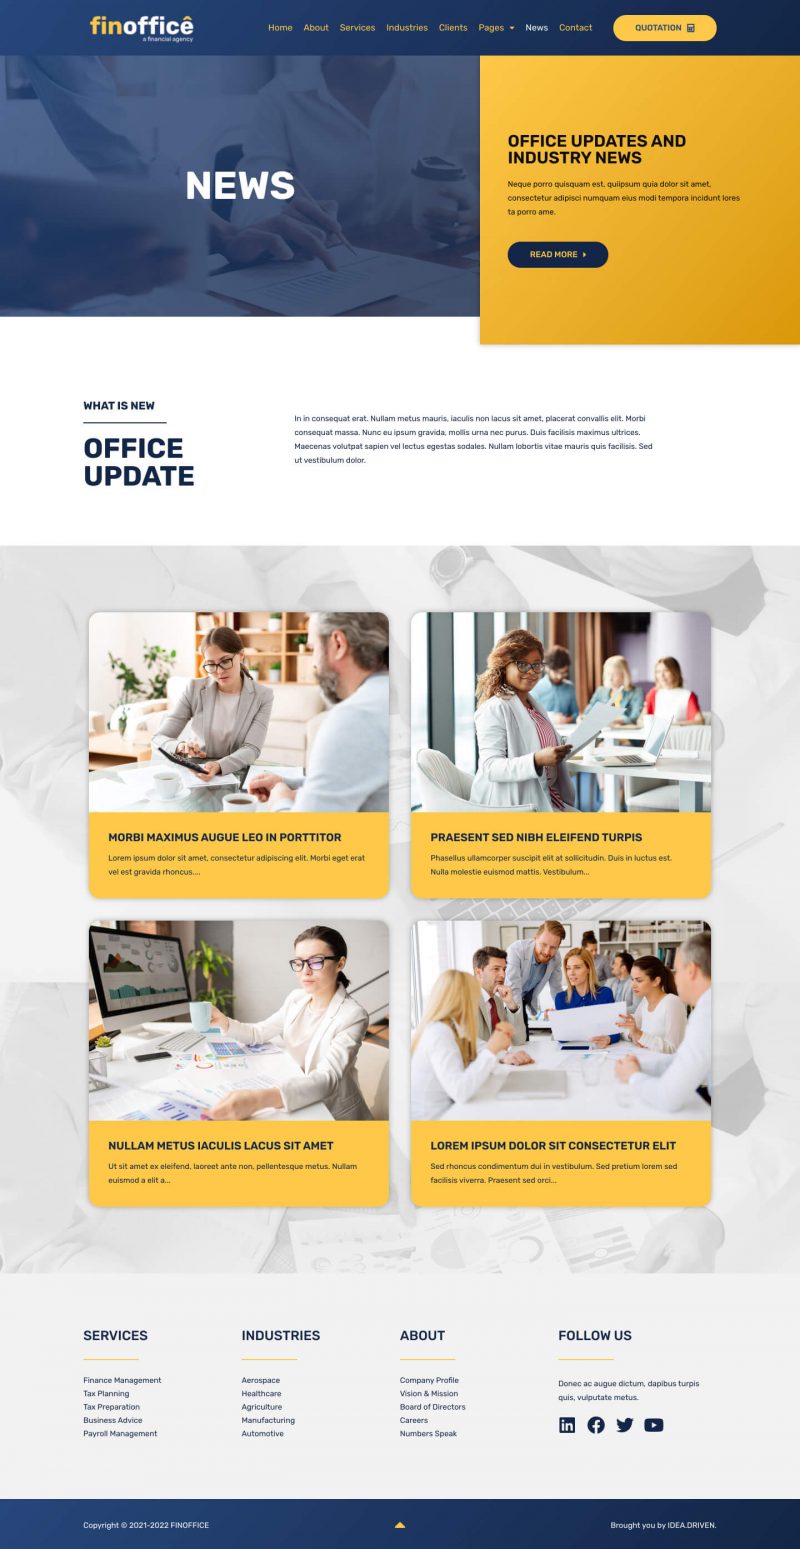 finofficê
a financial agency
Home About Services Industries Clients Pages News Contact QUOTATION
NEWS
OFFICE UPDATES AND
INDUSTRY NEWS
Neque porro quisquam est, quiipsum quia dolor sit amet,
consectetur adipisci numquam eius modi tempora incidunt lores
ta porro ame.
READ MORE
WHAT IS NEW
OFFICE
UPDATE
In in consequat erat. Nullam metus mauris, iaculis non lacus sit amet, placerat convallis elit. Morbi
consequat massa. Nunc eu ipsum gravida, mollis urna nec purus. Duis facilisis maximus ultrices.
Maecenas volutpat sapien vel lectus egestas sodales. Nullam lobortis vitae mauris quis facilisis. Sed
ut vestibulum dolor.
MORBI MAXIMUS AUGUE LEO IN PORTTITOR
Lorem ipsum dolor sit amet, consectetur adipiscing elit. Morbi eget erat
vel est gravida rhoncus....
PRAESENT SED NIBH ELEIFEND TURPIS
Phasellus ullamcorper suscipit elit at sollicitudin. Duis in luctus est.
Nulla molestie euismod mattis. Vestibulum...
NULLAM METUS IACULIS LACUS SIT AMET
Ut sit amet ex eleifend, laoreet ante non, pellentesque metus. Nullam
euismod a elit a...
LOREM IPSUM DOLOR SIT CONSECTETUR ELIT
Sed rhoncus condimentum dui in vestibulum. Sed pretium lorem sed
facilisis viverra. Praesent sed orci...
SERVICES
Finance Management
Tax Planning
Tax Preparation
Business Advice
Payroll Management
INDUSTRIES
Aerospace
Healthcare
Agriculture
Manufacturing
Automotive
ABOUT
Company Profile
Vision & Mission
Board of Directors
Careers
Numbers Speak
FOLLOW US
Donec ac augue dictum, dapibus turpis
quis, vulputate metus.
Copyright © 2021-2022 FINOFFICE
Brought you by IDEA.DRIVEN.